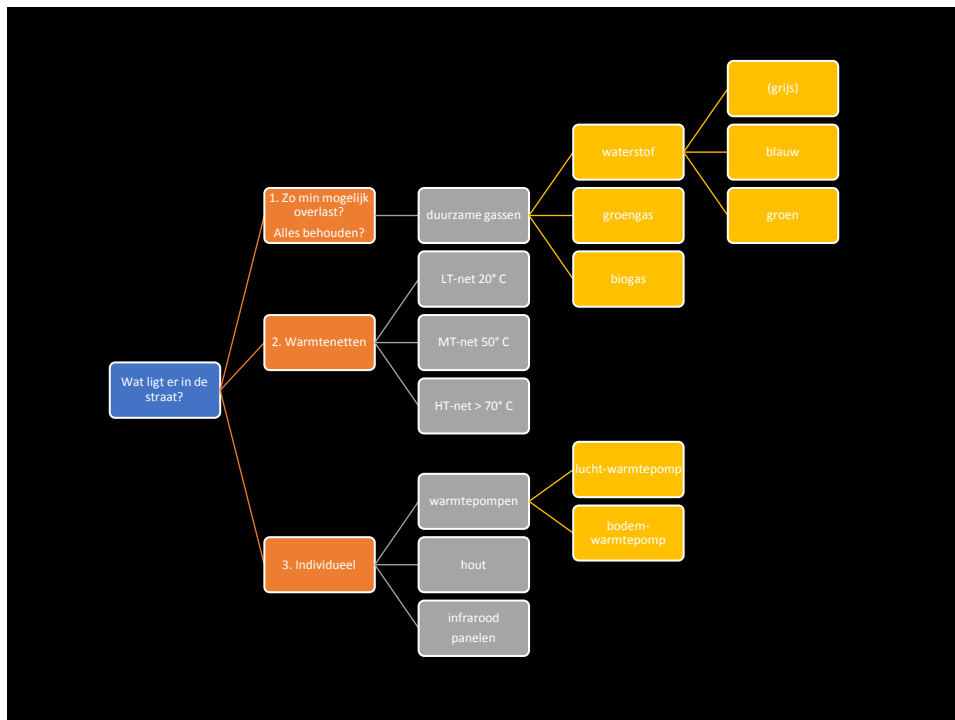 Wat ligt er in de
straat?
1. Zo min mogelijk
overlast?
Alles behouden?
duurzame gassen
waterstof
(grijs)
blauw
groen
groengas
biogas
2. Warmtenetten
LT-net 20° C
MT-net 50° C
HT-net > 70° C
3. Individueel
warmtepompen
lucht-warmtepomp
bodem-
warmtepomp
hout
infrarood
panelen